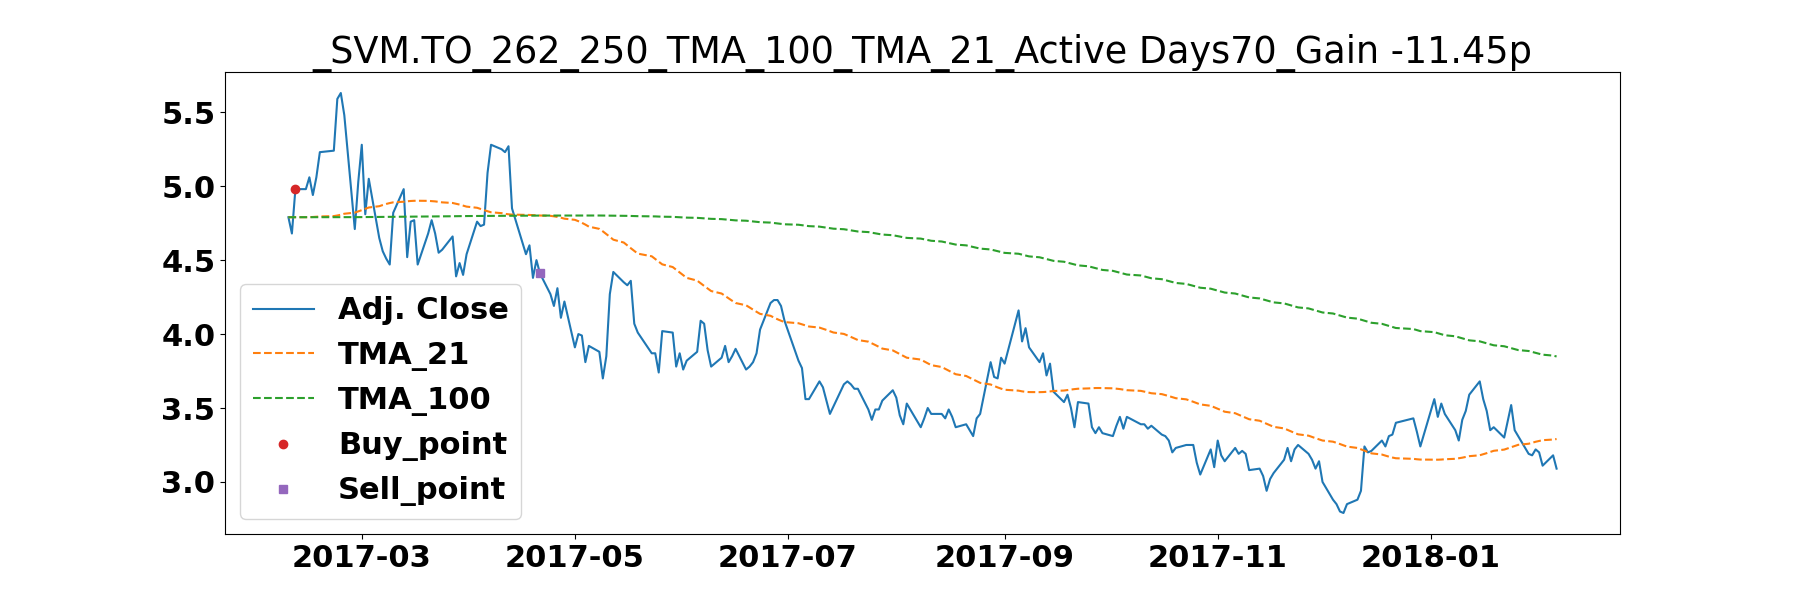 _SVM.TO_262_250_TMA_100_TMA_21_Active Days70_Gain -11.45p
5.5
5.0
4.5
4.0
3.5
3.0
Adj. Close
TMA_21
TMA_100
Buy_point
Sell_point
2017-03 2017-05 2017-07 2017-09 2017-11 2018-01